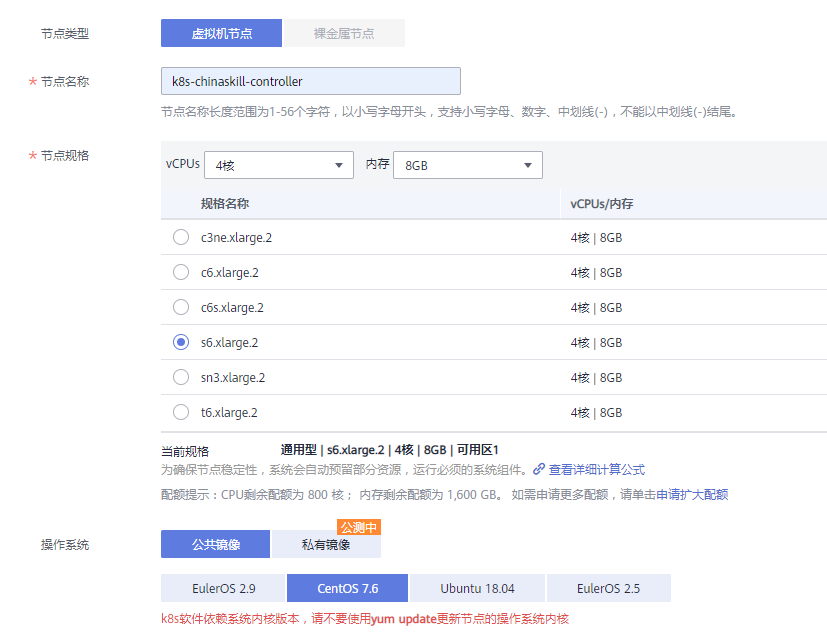 节点类型 虚拟机节点 裸金属节点
* 节点名称 k8s-chinaskill-controller
节点名称长度范围为1-56个字符，以小写字母开头，支持小写字母、数字、中划线(-)，不能以中划线(-)结尾。
* 节点规格 vCPUs 4核 内存 8GB
规格名称 vCPUs/内存
c3ne.xlarge.2 4核 | 8GB
c6.xlarge.2 4核 | 8GB
c6s.xlarge.2 4核 | 8GB
s6.xlarge.2 4核 | 8GB
sn3.xlarge.2 4核 | 8GB
t6.xlarge.2 4核 | 8GB
当前规格 通用型 | s6.xlarge.2 | 4核 | 8GB | 可用区1
为确保节点稳定性，系统会自动预留部分资源，运行必须的系统组件。 查看详细计算公式
配额提示：CPU剩余配额为 800 核； 内存剩余配额为 1,600 GB。 如需申请更多配额，请单击申请扩大配额
公测中
操作系统 公共镜像 私有镜像
EulerOS 2.9 CentOS 7.6 Ubuntu 18.04 EulerOS 2.5
k8s软件依赖系统内核版本，请不要使用yum update更新节点的操作系统内核